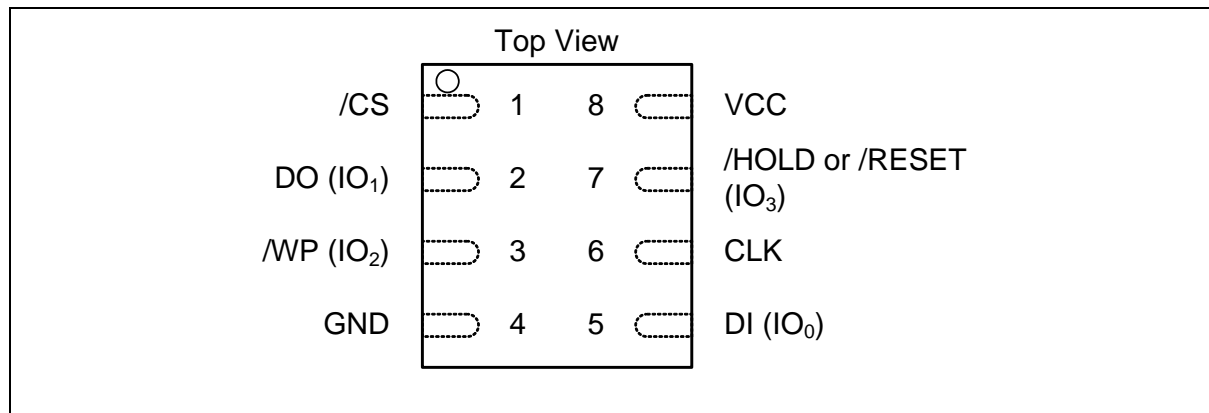 Top View
/CS 1 8 VCC
DO (IO₁) 2 7 /HOLD or /RESET
(IO₃)
/WP (IO₂) 3 6 CLK
GND 4 5 DI (IO₀)